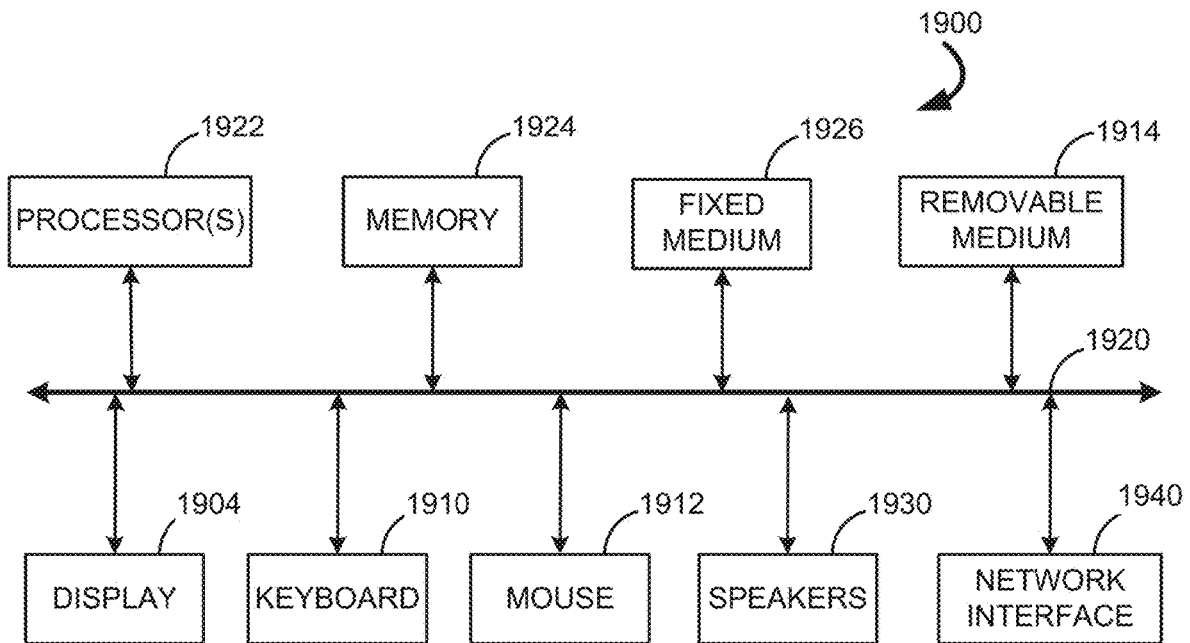 1900
1922
1924
1926
1914
PROCESSOR(S)
MEMORY
FIXED
MEDIUM
REMOVABLE
MEDIUM
1920
1904
1910
1912
1930
1940
DISPLAY
KEYBOARD
MOUSE
SPEAKERS
NETWORK
INTERFACE